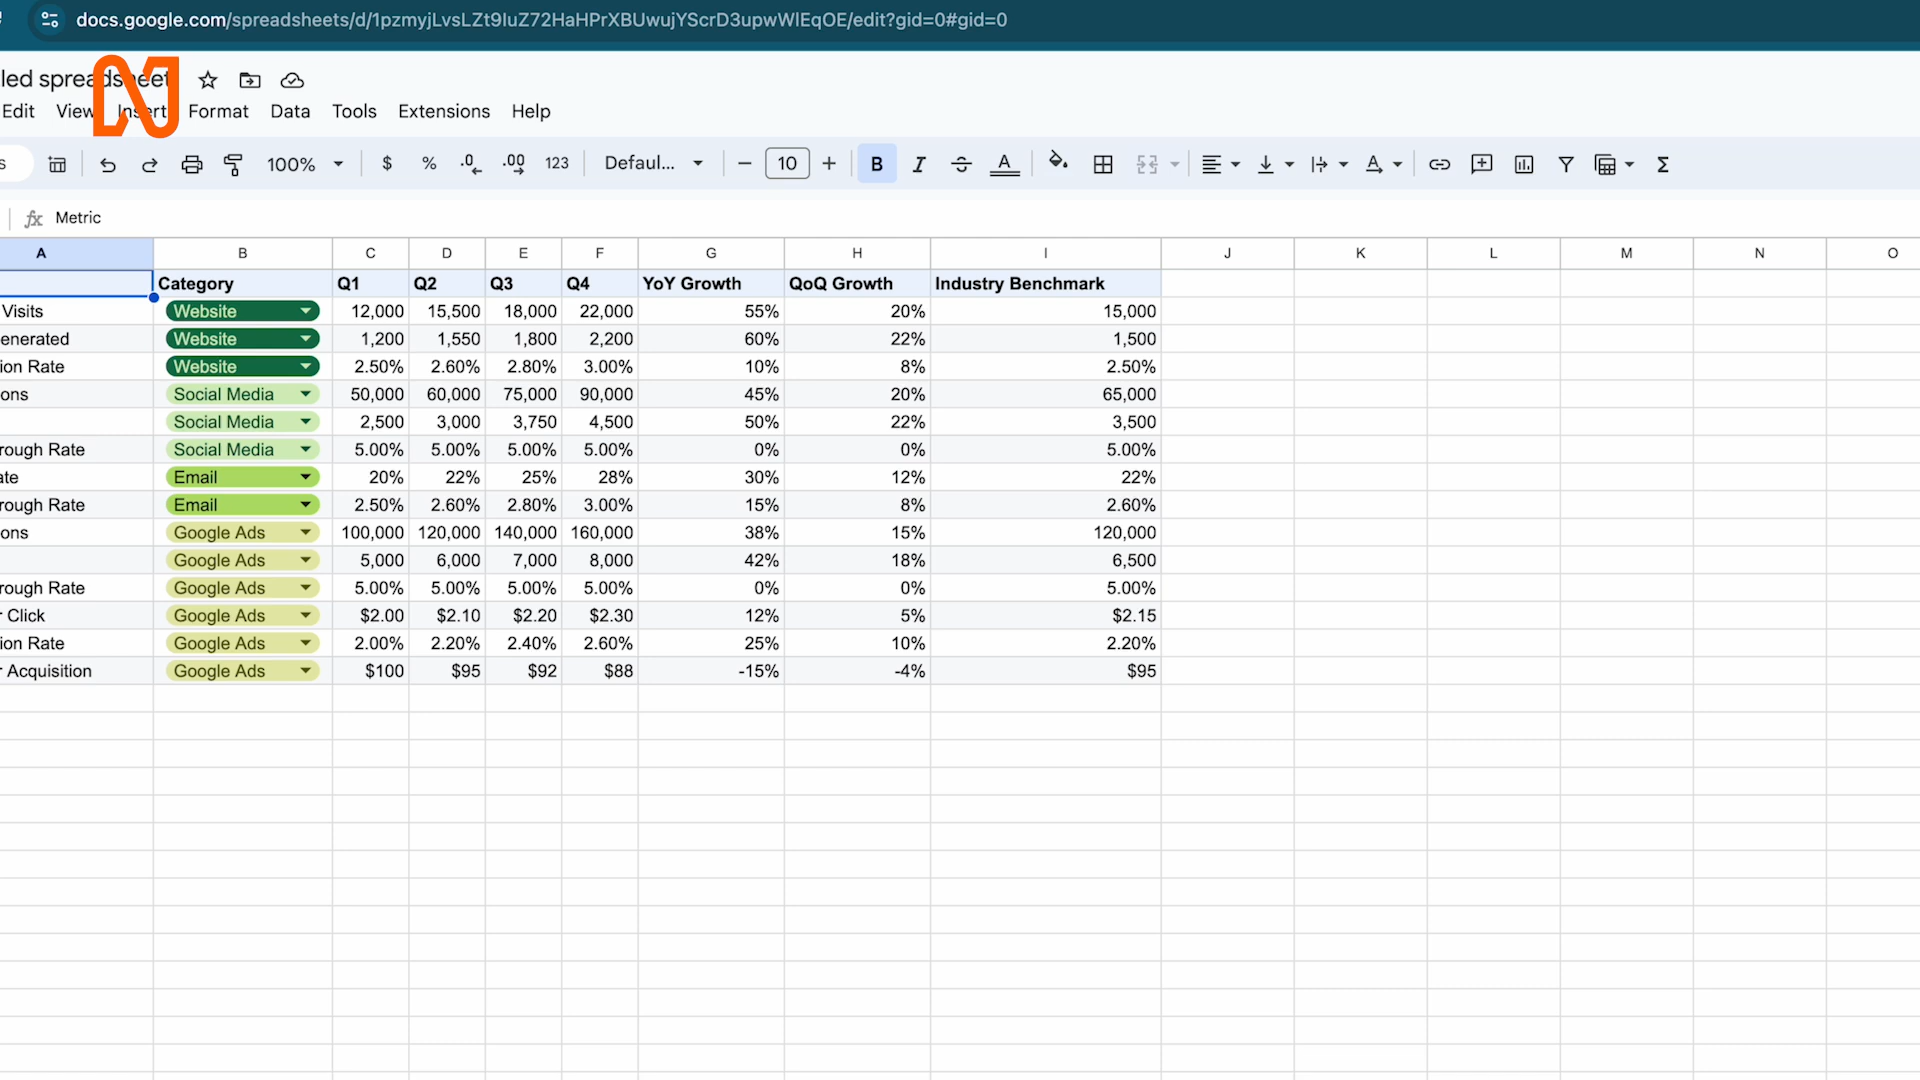 docs.google.com/spreadsheets/d/1pzmyjLvsLZt9IuZ72HaHPrXBUwujYScrD3upwWlEqOE/edit?gid=0#gid=0
led spreadsheet
Edit View Insert Format Data Tools Extensions Help
s 100% $ % .0 .00 123 Defaul... 10 B I A A Σ
fx Metric
A B C D E F G H I J K L M N O
Category Q1 Q2 Q3 Q4 YoY Growth QoQ Growth Industry Benchmark
Visits Website 12,000 15,500 18,000 22,000 55% 20% 15,000
enerated Website 1,200 1,550 1,800 2,200 60% 22% 1,500
ion Rate Website 2.50% 2.60% 2.80% 3.00% 10% 8% 2.50%
ons Social Media 50,000 60,000 75,000 90,000 45% 20% 65,000
Social Media 2,500 3,000 3,750 4,500 50% 22% 3,500
rough Rate Social Media 5.00% 5.00% 5.00% 5.00% 0% 0% 5.00%
ate Email 20% 22% 25% 28% 30% 12% 22%
rough Rate Email 2.50% 2.60% 2.80% 3.00% 15% 8% 2.60%
ons Google Ads 100,000 120,000 140,000 160,000 38% 15% 120,000
Google Ads 5,000 6,000 7,000 8,000 42% 18% 6,500
rough Rate Google Ads 5.00% 5.00% 5.00% 5.00% 0% 0% 5.00%
r Click Google Ads $2.00 $2.10 $2.20 $2.30 12% 5% $2.15
ion Rate Google Ads 2.00% 2.20% 2.40% 2.60% 25% 10% 2.20%
r Acquisition Google Ads $100 $95 $92 $88 -15% -4% $95